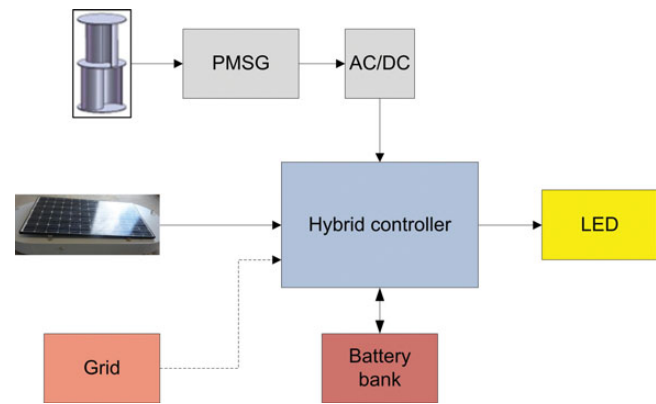 PMSG
AC/DC
Hybrid controller
LED
Grid
Battery
bank